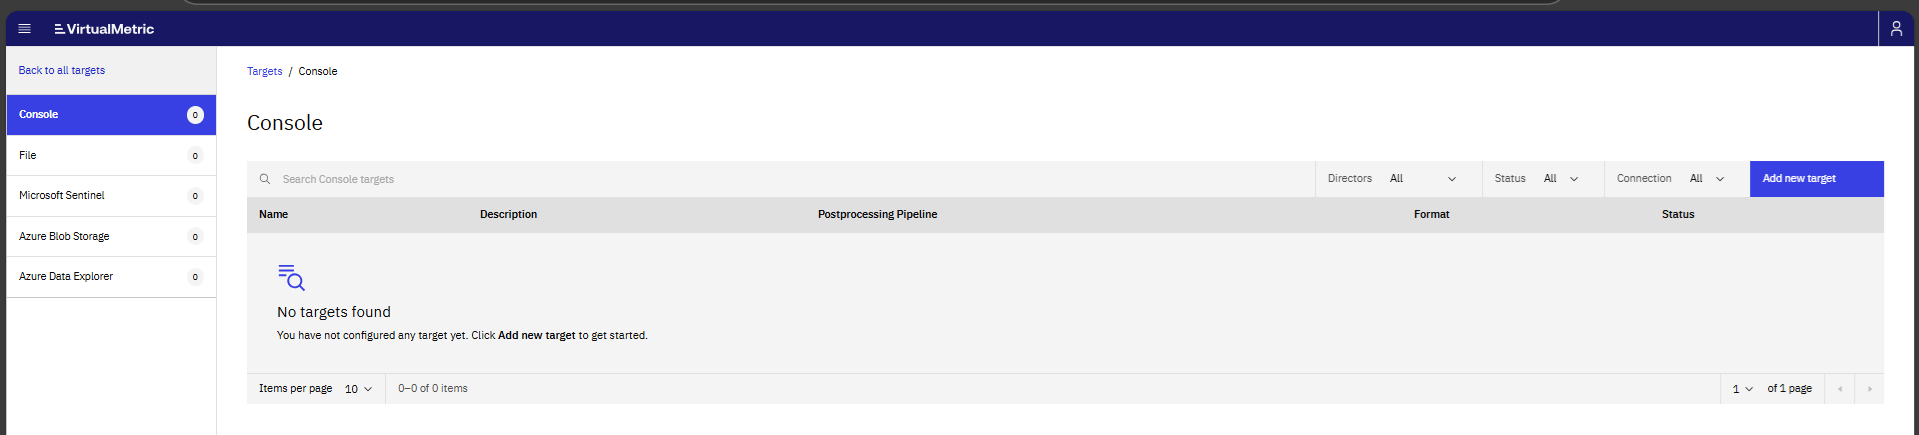 VirtualMetric
Back to all targets
Console 0
File 0
Microsoft Sentinel 0
Azure Blob Storage 0
Azure Data Explorer 0
Targets / Console
Console
Search Console targets Directors All Status All Connection All Add new target
Name Description Postprocessing Pipeline Format Status
No targets found
You have not configured any target yet. Click Add new target to get started.
Items per page 10 0–0 of 0 items 1 of 1 page